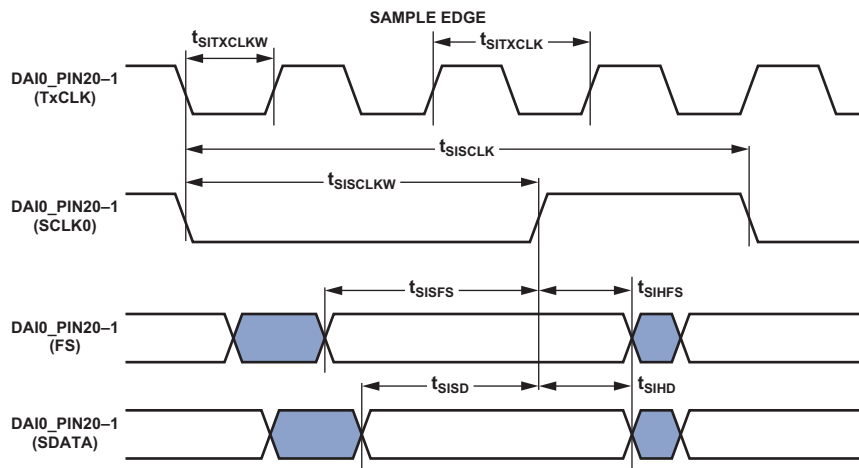 SAMPLE EDGE
tSITXCLKW
tSITXCLK
DAI0_PIN20–1
(TxCLK)
tSISCLK
tSISCLKW
DAI0_PIN20–1
(SCLK0)
tSISFS
tSIHFS
DAI0_PIN20–1
(FS)
tSISD
tSIHD
DAI0_PIN20–1
(SDATA)